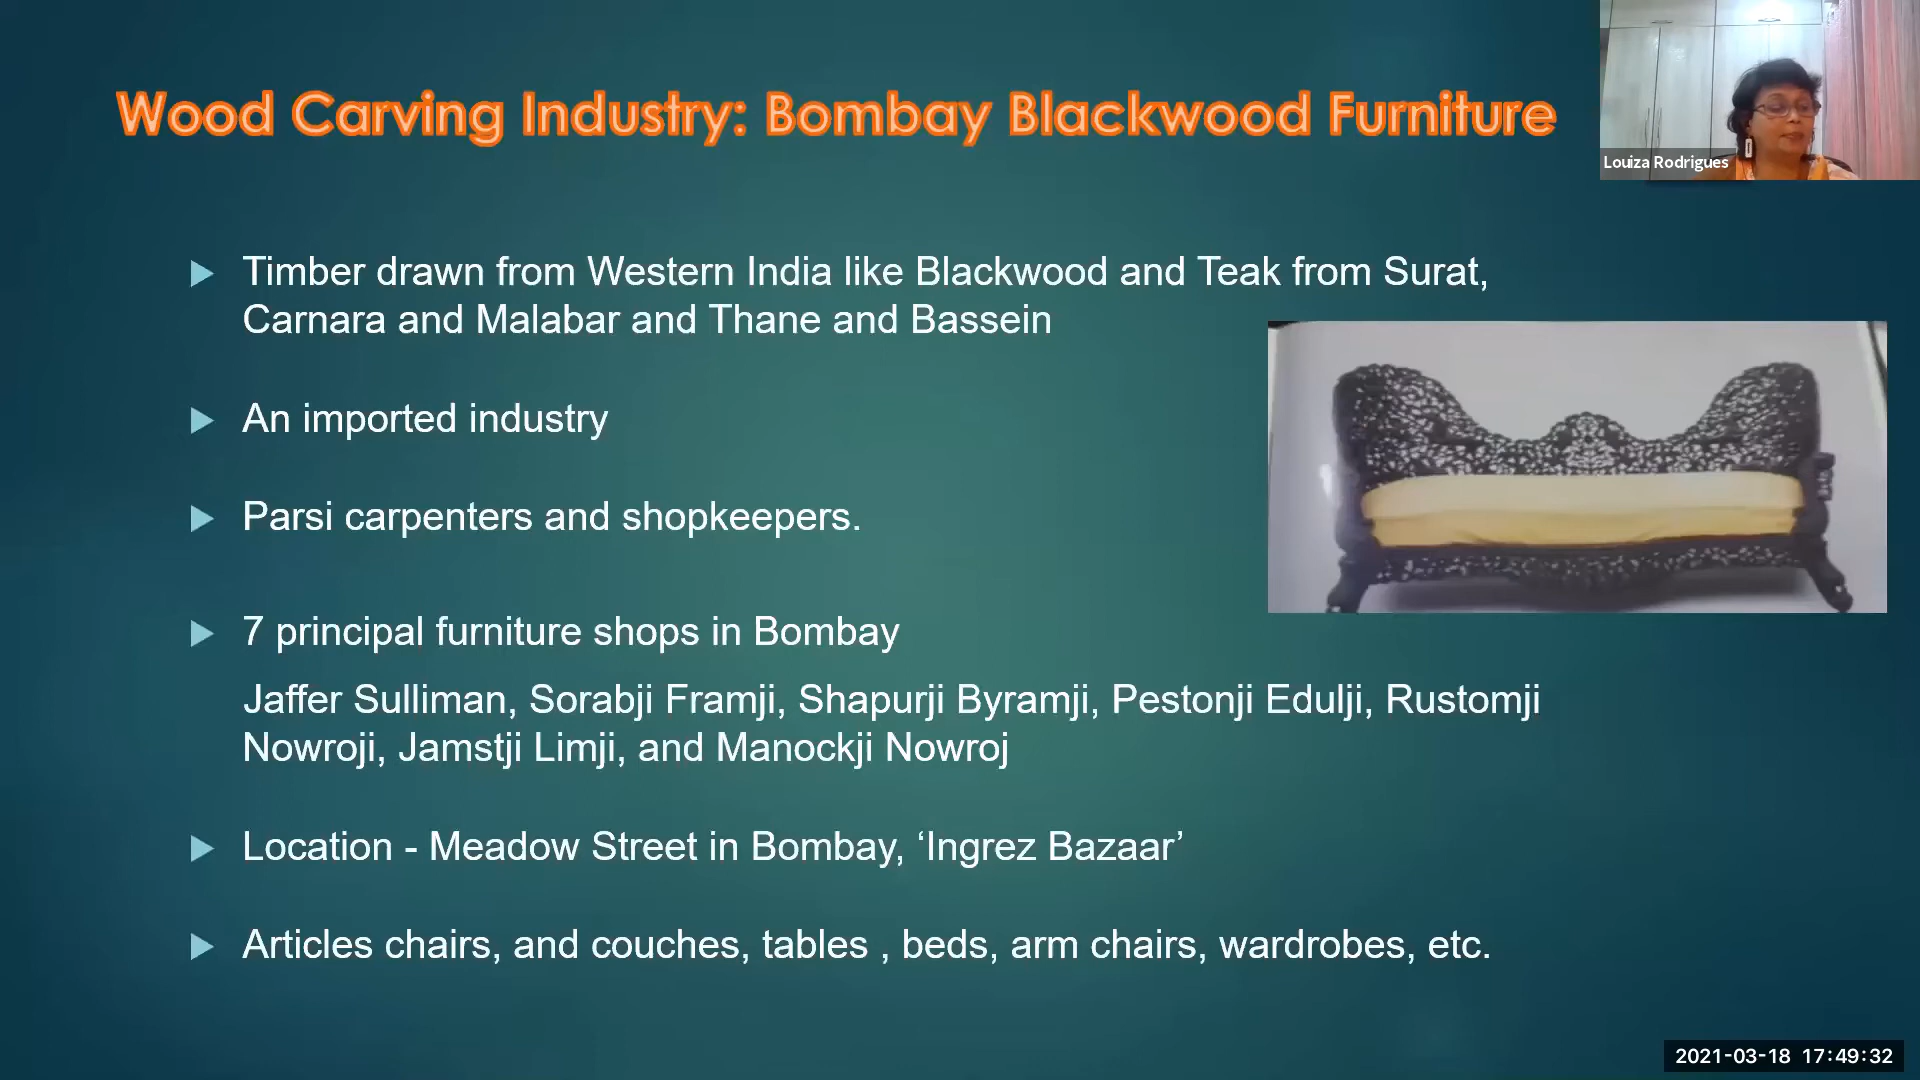 Wood Carving Industry: Bombay Blackwood Furniture
Louiza Rodrigues
Timber drawn from Western India like Blackwood and Teak from Surat,
Carnara and Malabar and Thane and Bassein
An imported industry
Parsi carpenters and shopkeepers.
7 principal furniture shops in Bombay
Jaffer Sulliman, Sorabji Framji, Shapurji Byramji, Pestonji Edulji, Rustomji
Nowroji, Jamstji Limji, and Manockji Nowroj
Location - Meadow Street in Bombay, ‘Ingrez Bazaar’
Articles chairs, and couches, tables , beds, arm chairs, wardrobes, etc.
2021-03-18 17:49:32